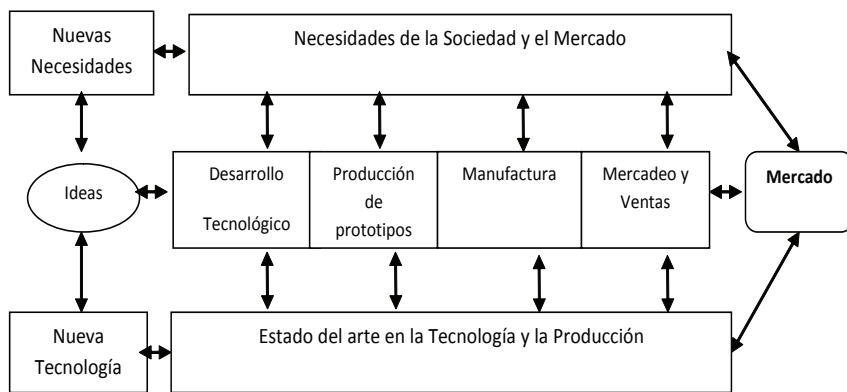 Nuevas
Necesidades
Necesidades de la Sociedad y el Mercado
Ideas
Desarrollo
Tecnológico
Producción
de
prototipos
Manufactura
Mercadeo y
Ventas
Mercado
Nueva
Tecnología
Estado del arte en la Tecnología y la Producción